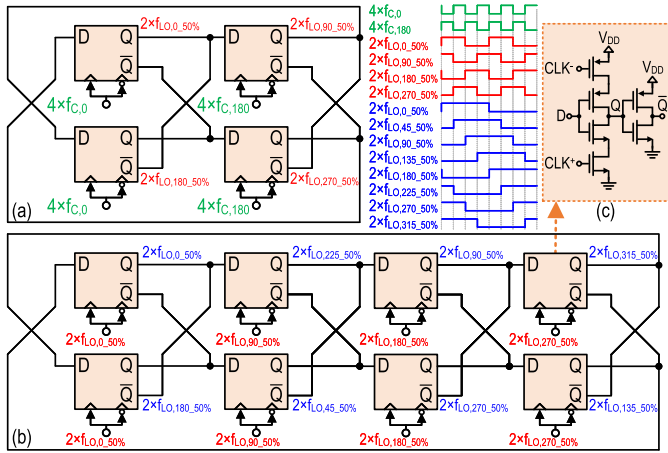 (a)
2×fLO,0_50%
2×fLO,90_50%
D Q
Q̅
D Q
Q̅
4×fC,0
4×fC,180
D Q
Q̅
D Q
Q̅
2×fLO,180_50%
2×fLO,270_50%
4×fC,0
4×fC,180
4×fC,0
4×fC,180
2×fLO,0_50%
2×fLO,90_50%
2×fLO,180_50%
2×fLO,270_50%
2×fLO,0_50%
2×fLO,45_50%
2×fLO,90_50%
2×fLO,135_50%
2×fLO,180_50%
2×fLO,225_50%
2×fLO,270_50%
2×fLO,315_50%
VDD
CLK-
VDD
D
Q
Q̅
CLK+
(c)
2×fLO,0_50%
2×fLO,225_50%
2×fLO,90_50%
2×fLO,315_50%
D Q
Q̅
D Q
Q̅
D Q
Q̅
D Q
Q̅
2×fLO,0_50%
2×fLO,90_50%
2×fLO,180_50%
2×fLO,270_50%
D Q
Q̅
D Q
Q̅
D Q
Q̅
D Q
Q̅
2×fLO,180_50%
2×fLO,45_50%
2×fLO,270_50%
2×fLO,135_50%
(b)
2×fLO,0_50%
2×fLO,90_50%
2×fLO,180_50%
2×fLO,270_50%